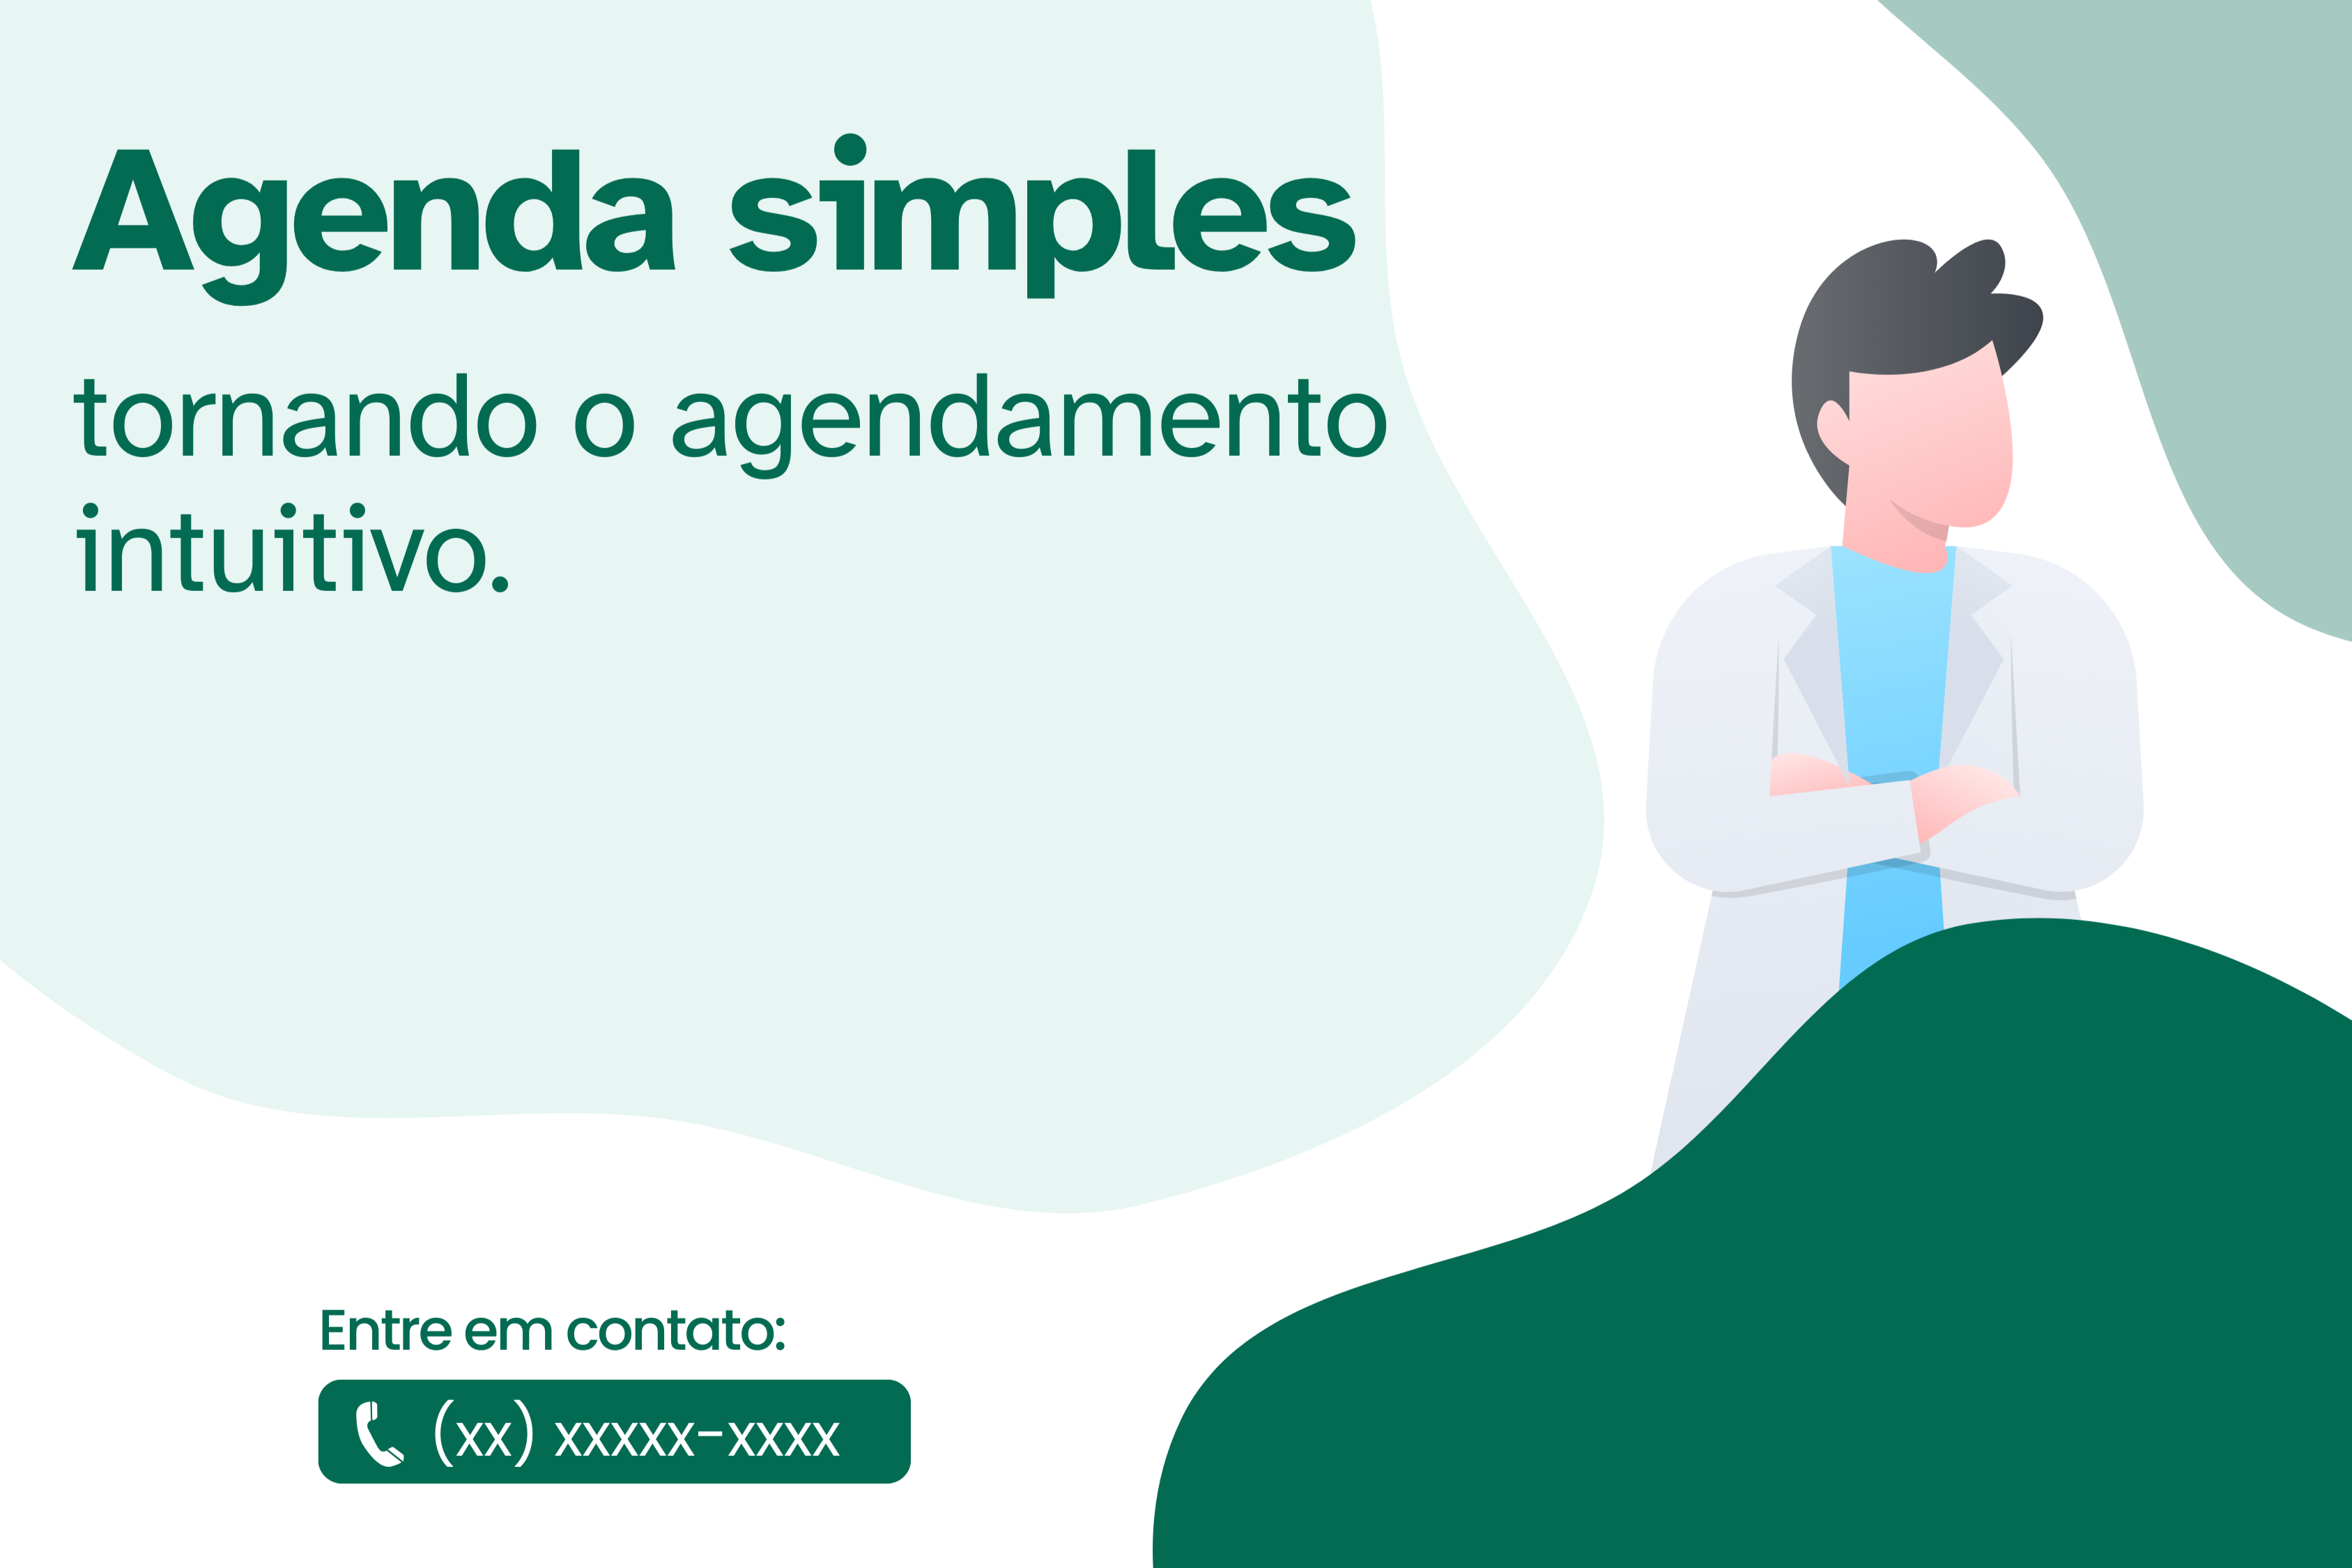 Agenda simples
tornando o agendamento
intuitivo.
Entre em contato:
(xx) xxxxx-xxxx